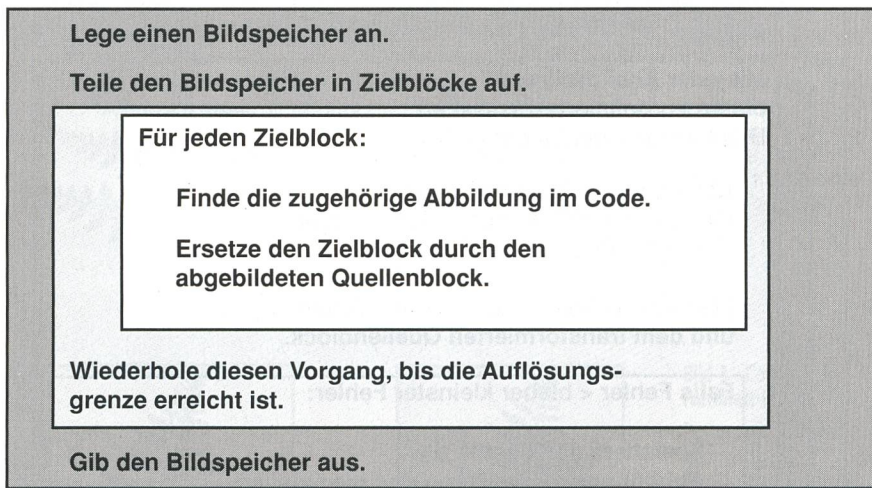 Lege einen Bildspeicher an.
Teile den Bildspeicher in Zielblöcke auf.
Für jeden Zielblock:
Finde die zugehörige Abbildung im Code.
Ersetze den Zielblock durch den
abgebildeten Quellenblock.
Wiederhole diesen Vorgang, bis die Auflösungs-
grenze erreicht ist.
Gib den Bildspeicher aus.